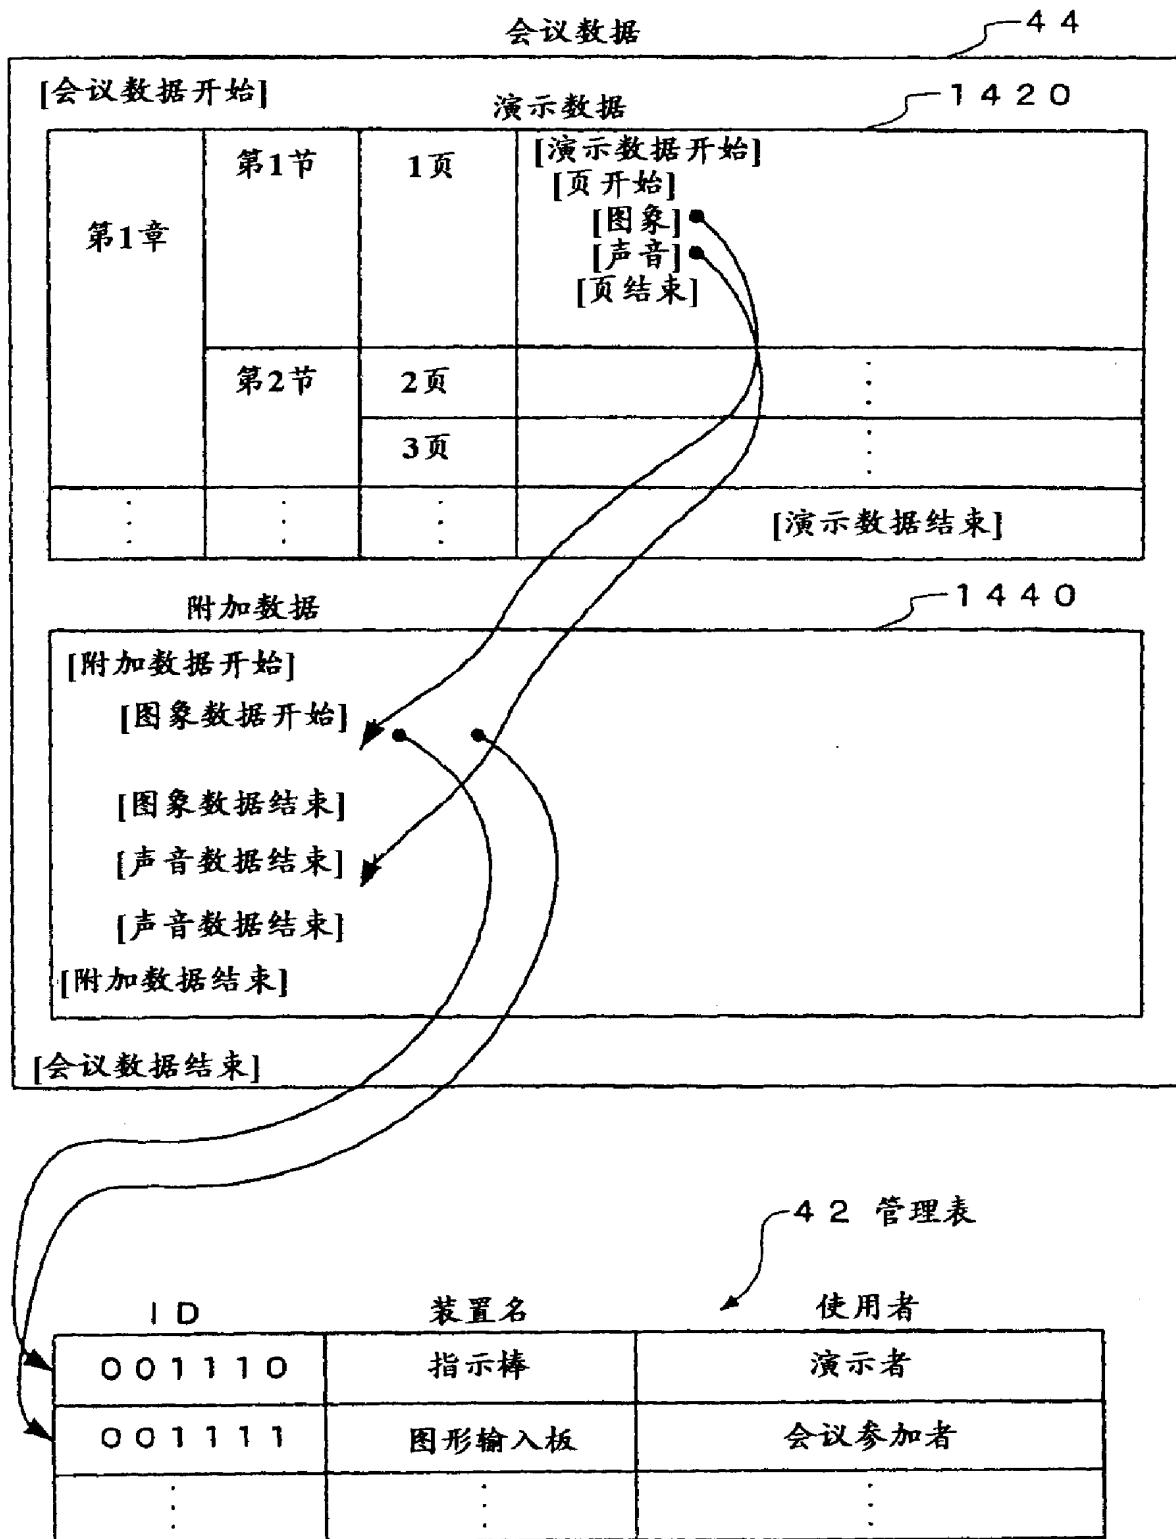 会议数据
44
[会议数据开始]
演示数据
1420
第1章
第1节
1页
[演示数据开始]
[页开始]
[图象]
[声音]
[页结束]
第2节
2页
3页
[演示数据结束]
附加数据
1440
[附加数据开始]
[图象数据开始]
[图象数据结束]
[声音数据结束]
[声音数据结束]
[附加数据结束]
[会议数据结束]
42 管理表
ID 装置名 使用者
001110 指示棒 演示者
001111 图形输入板 会议参加者